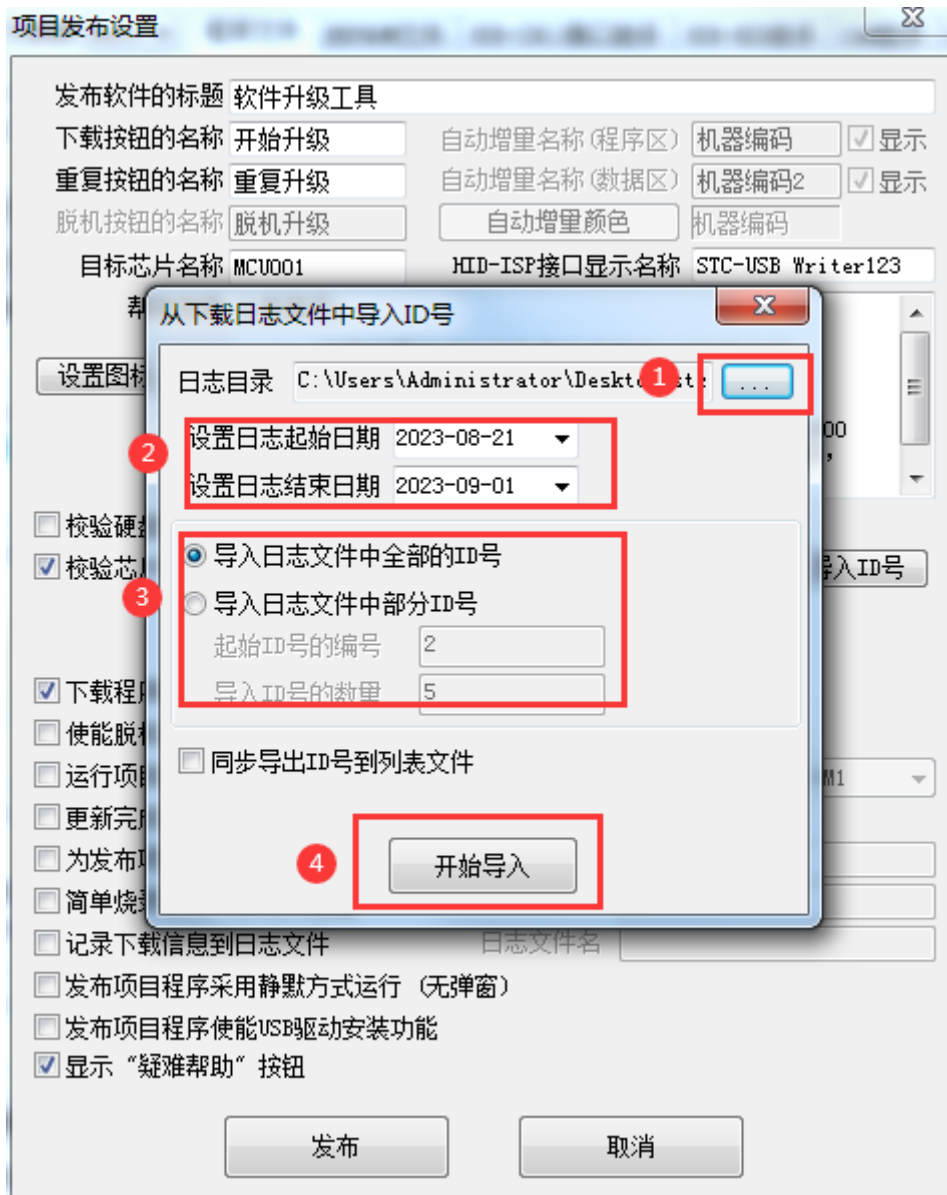 项目发布设置
发布软件的标题 软件升级工具
下载按钮的名称 开始升级 自动增量名称(程序区) 机器编码 显示
重复按钮的名称 重复升级 自动增量名称(数据区) 机器编码2 显示
脱机按钮的名称 脱机升级 自动增量颜色 机器编码
目标芯片名称 MCU001 HID-ISP接口显示名称 STC-USB Writer123
帮
从下载日志文件中导入ID号
设置图标
日志目录 C:\Users\Administrator\Deskto 1 ...
00
2 设置日志起始日期 2023-08-21
设置日志结束日期 2023-09-01
校验硬
导入日志文件中全部的ID号
校验芯 入ID号
3 导入日志文件中部分ID号
起始ID号的编号 2
导入ID号的数量 5
下载程
使能脱
同步导出ID号到列表文件
运行项 M1
更新完
4 开始导入
为发布
简单烧
记录下载信息到日志文件 日志文件名
发布项目程序采用静默方式运行 (无弹窗)
发布项目程序使能USB驱动安装功能
显示 "疑难帮助" 按钮
发布 取消